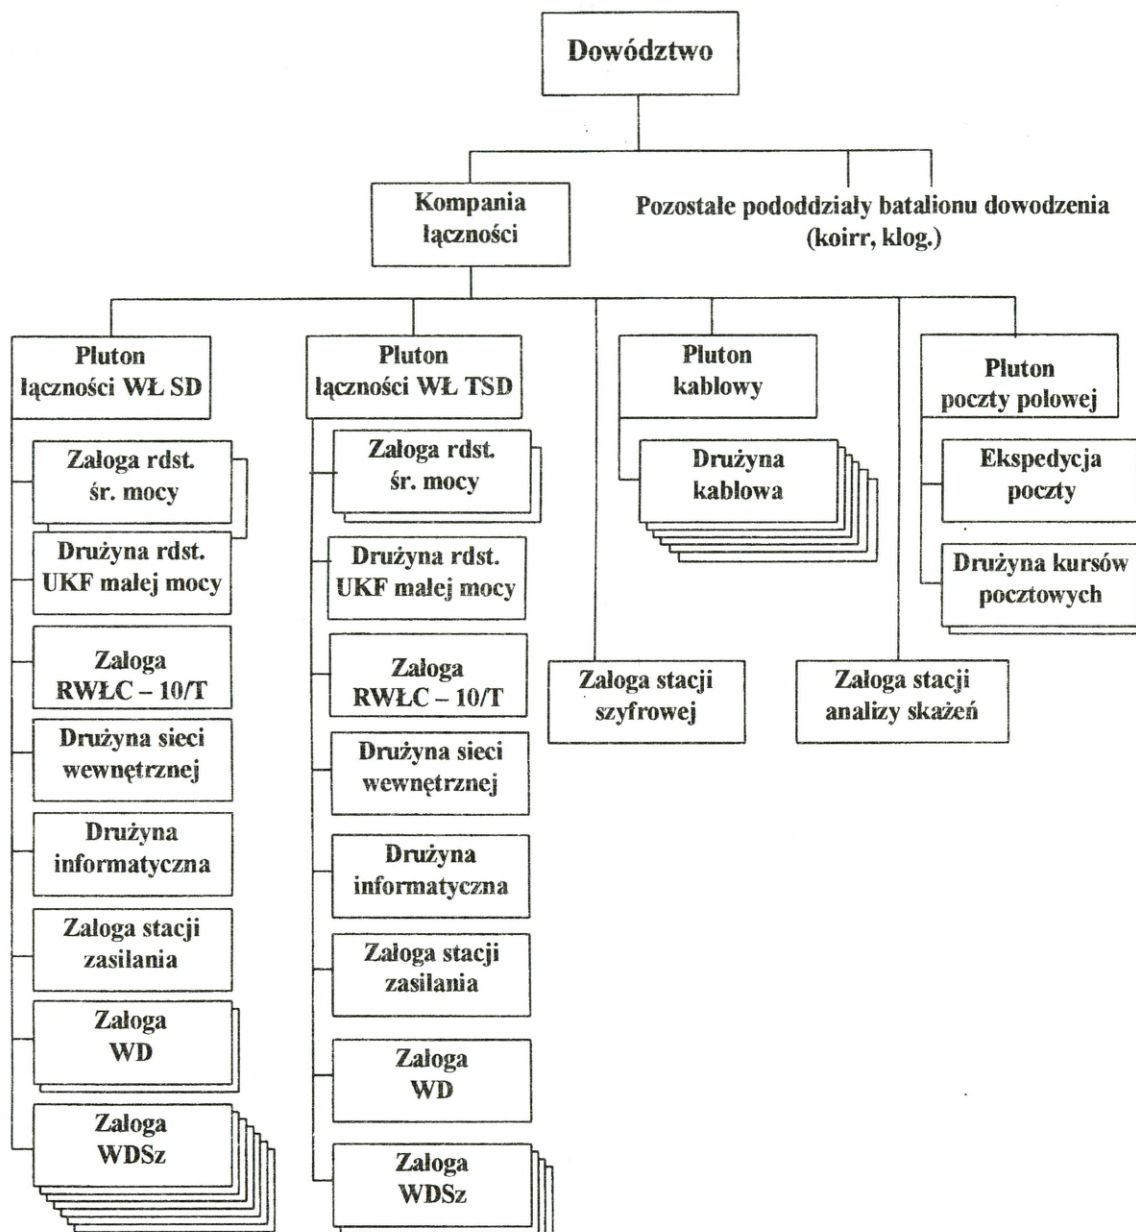 Dowództwo
Kompania
łączności
Pozostałe pododdziały batalionu dowodzenia
(koirr, klog.)
Pluton
łączności WŁ SD
Załoga rdst.
śr. mocy
Drużyna rdst.
UKF małej mocy
Załoga
RWŁC – 10/T
Drużyna sieci
wewnętrznej
Drużyna
informatyczna
Załoga stacji
zasilania
Załoga
WD
Załoga
WDSz
Pluton
łączności WŁ TSD
Załoga rdst.
śr. mocy
Drużyna rdst.
UKF małej mocy
Załoga
RWŁC – 10/T
Drużyna sieci
wewnętrznej
Drużyna
informatyczna
Załoga stacji
zasilania
Załoga
WD
Załoga
WDSz
Załoga stacji
szyfrowej
Pluton
kablowy
Drużyna
kablowa
Załoga stacji
analizy skażeń
Pluton
poczty polowej
Ekspedycja
poczty
Drużyna kursów
pocztowych